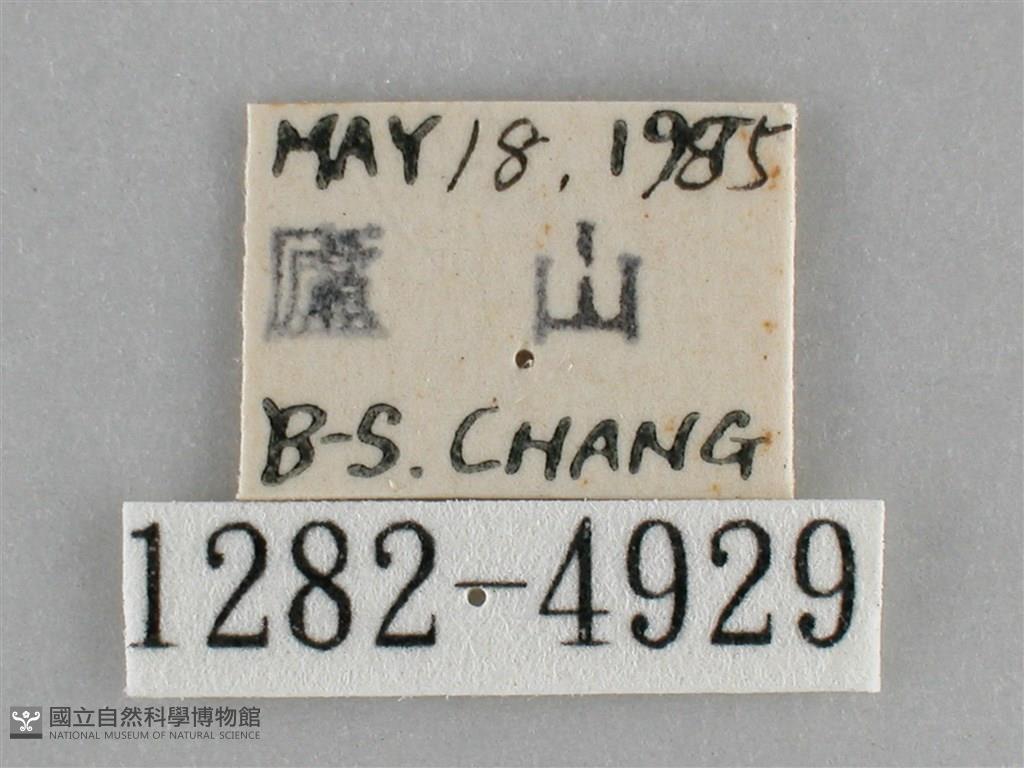 MAY 18, 1985
廬 山
B-S. CHANG
1282-4929
國立自然科學博物館
NATIONAL MUSEUM OF NATURAL SCIENCE